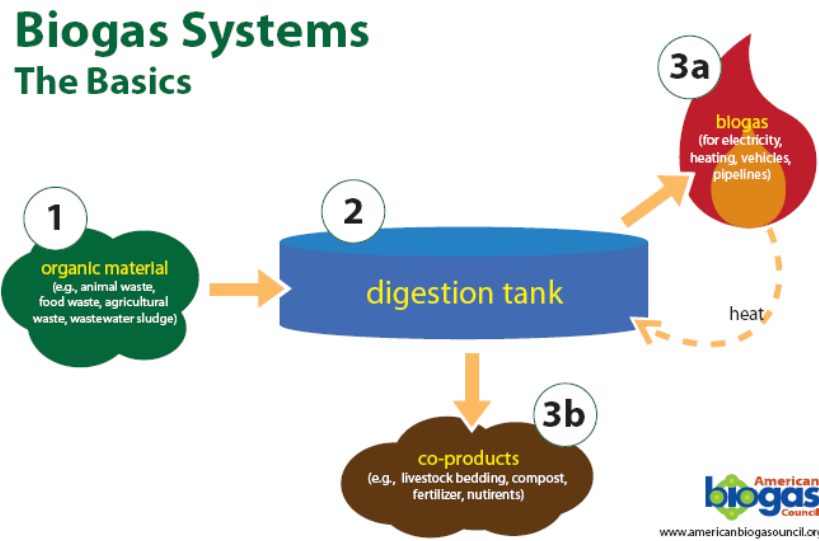 Biogas Systems
The Basics
1
organic material
(e.g., animal waste,
food waste, agricultural
waste, wastewater sludge)
2
digestion tank
3a
biogas
(for electricity,
heating, vehicles,
pipelines)
heat
3b
co-products
(e.g., livestock bedding, compost,
fertilizer, nutirents)
American
biogas
Council
www.americanbiogasouncil.org